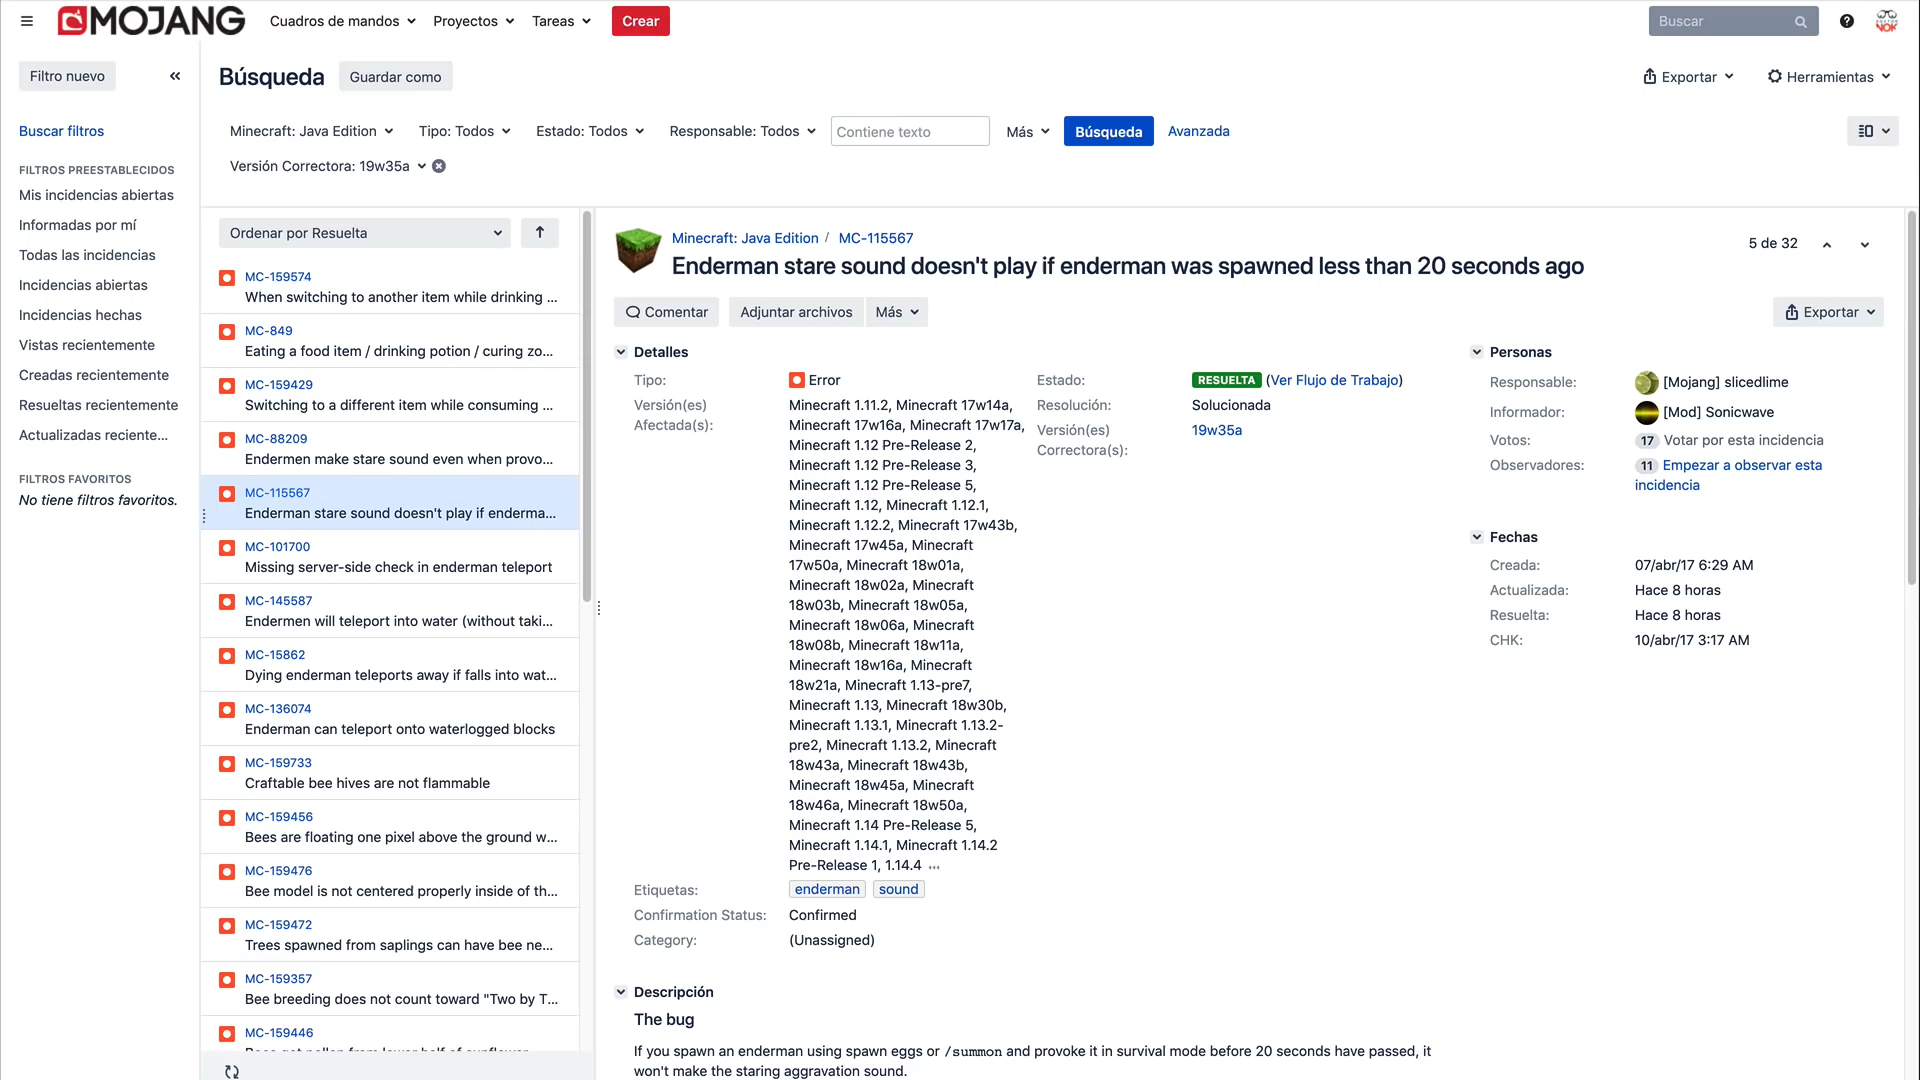 MOJANG
Cuadros de mandos
Proyectos
Tareas
Crear
Buscar
Filtro nuevo
«
Búsqueda
Guardar como
Exportar
Herramientas
Buscar filtros
Minecraft: Java Edition
Tipo: Todos
Estado: Todos
Responsable: Todos
Contiene texto
Más
Búsqueda
Avanzada
Versión Correctora: 19w35a
FILTROS PREESTABLECIDOS
Mis incidencias abiertas
Informadas por mí
Todas las incidencias
Incidencias abiertas
Incidencias hechas
Vistas recientemente
Creadas recientemente
Resueltas recientemente
Actualizadas reciente...
FILTROS FAVORITOS
No tiene filtros favoritos.
Ordenar por Resuelta
MC-159574
When switching to another item while drinking ...
MC-849
Eating a food item / drinking potion / curing zo...
MC-159429
Switching to a different item while consuming ...
MC-88209
Endermen make stare sound even when provo...
MC-115567
Enderman stare sound doesn't play if enderma...
MC-101700
Missing server-side check in enderman teleport
MC-145587
Endermen will teleport into water (without taki...
MC-15862
Dying enderman teleports away if falls into wat...
MC-136074
Enderman can teleport onto waterlogged blocks
MC-159733
Craftable bee hives are not flammable
MC-159456
Bees are floating one pixel above the ground w...
MC-159476
Bee model is not centered properly inside of th...
MC-159472
Trees spawned from saplings can have bee ne...
MC-159357
Bee breeding does not count toward "Two by T...
MC-159446
Minecraft: Java Edition / MC-115567
5 de 32
Enderman stare sound doesn't play if enderman was spawned less than 20 seconds ago
Comentar
Adjuntar archivos
Más
Exportar
Detalles
Tipo:
Error
Versión(es)
Afectada(s):
Minecraft 1.11.2, Minecraft 17w14a,
Minecraft 17w16a, Minecraft 17w17a,
Minecraft 1.12 Pre-Release 2,
Minecraft 1.12 Pre-Release 3,
Minecraft 1.12 Pre-Release 5,
Minecraft 1.12, Minecraft 1.12.1,
Minecraft 1.12.2, Minecraft 17w43b,
Minecraft 17w45a, Minecraft
17w50a, Minecraft 18w01a,
Minecraft 18w02a, Minecraft
18w03b, Minecraft 18w05a,
Minecraft 18w06a, Minecraft
18w08b, Minecraft 18w11a,
Minecraft 18w16a, Minecraft
18w21a, Minecraft 1.13-pre7,
Minecraft 1.13, Minecraft 18w30b,
Minecraft 1.13.1, Minecraft 1.13.2-
pre2, Minecraft 1.13.2, Minecraft
18w43a, Minecraft 18w43b,
Minecraft 18w45a, Minecraft
18w46a, Minecraft 18w50a,
Minecraft 1.14 Pre-Release 5,
Minecraft 1.14.1, Minecraft 1.14.2
Pre-Release 1, 1.14.4 ...
Etiquetas:
enderman
sound
Confirmation Status:
Confirmed
Category:
(Unassigned)
Estado:
RESUELTA (Ver Flujo de Trabajo)
Resolución:
Solucionada
Versión(es)
Correctora(s):
19w35a
Personas
Responsable:
[Mojang] slicedlime
Informador:
[Mod] Sonicwave
Votos:
17 Votar por esta incidencia
Observadores:
11 Empezar a observar esta
incidencia
Fechas
Creada:
07/abr/17 6:29 AM
Actualizada:
Hace 8 horas
Resuelta:
Hace 8 horas
CHK:
10/abr/17 3:17 AM
Descripción
The bug
If you spawn an enderman using spawn eggs or /summon and provoke it in survival mode before 20 seconds have passed, it
won't make the staring aggravation sound.